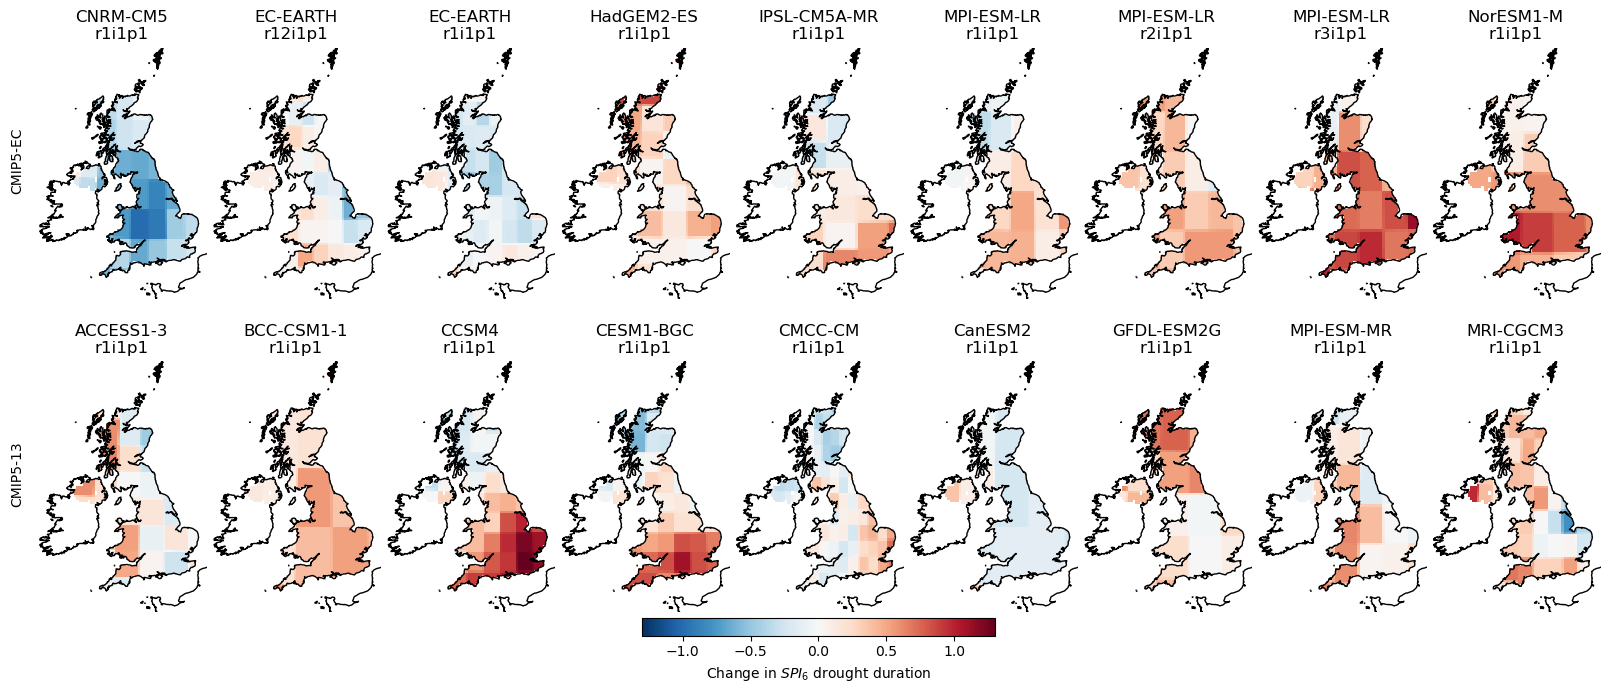 CNRM-CM5 EC-EARTH EC-EARTH HadGEM2-ES IPSL-CM5A-MR MPI-ESM-LR MPI-ESM-LR MPI-ESM-LR NorESM1-M
r1i1p1 r12i1p1 r1i1p1 r1i1p1 r1i1p1 r1i1p1 r2i1p1 r3i1p1 r1i1p1
CMIP5-EC
ACCESS1-3 BCC-CSM1-1 CCSM4 CESM1-BGC CMCC-CM CanESM2 GFDL-ESM2G MPI-ESM-MR MRI-CGCM3
r1i1p1 r1i1p1 r1i1p1 r1i1p1 r1i1p1 r1i1p1 r1i1p1 r1i1p1 r1i1p1
CMIP5-13
−1.0 −0.5 0.0 0.5 1.0
Change in SPI₆ drought duration